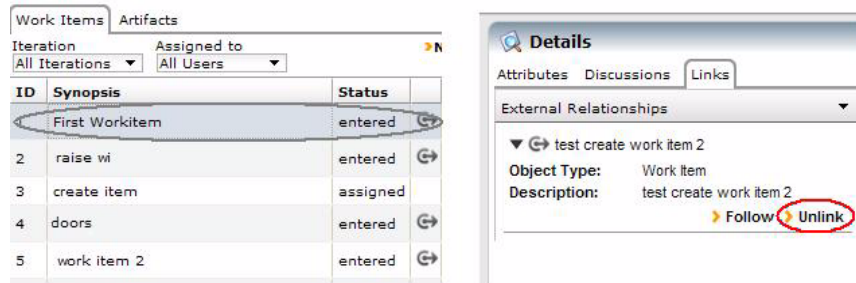 Work Items Artifacts
Iteration Assigned to
All Iterations All Users
ID Synopsis Status
First Workitem entered
2 raise wi entered
3 create item assigned
4 doors entered
5 work item 2 entered
Details
Attributes Discussions Links
External Relationships
test create work item 2
Object Type: Work Item
Description: test create work item 2
Follow Unlink